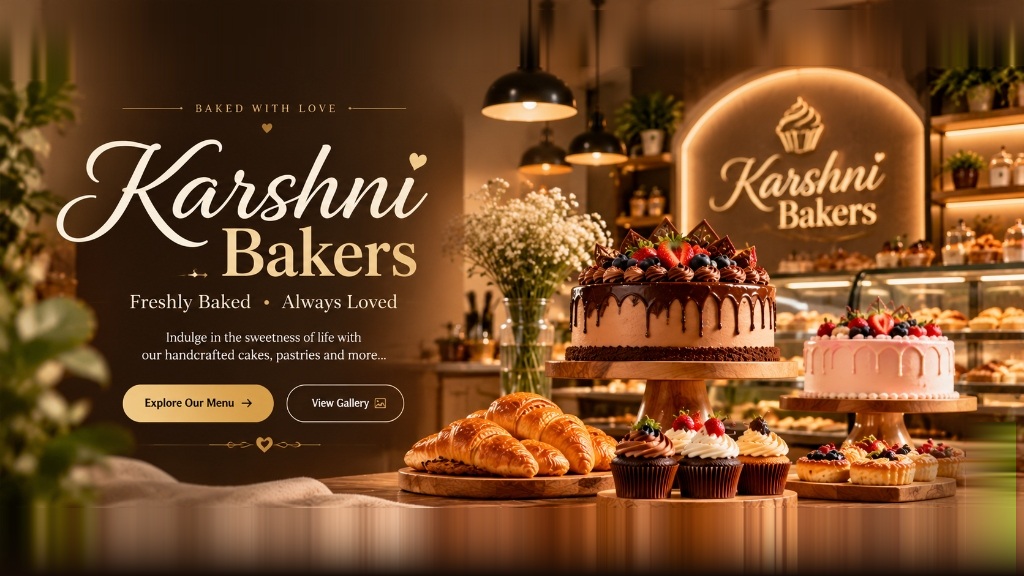 BAKED WITH LOVE
Karshni
Bakers
Freshly Baked • Always Loved
Indulge in the sweetness of life with
our handcrafted cakes, pastries and more...
Explore Our Menu →
View Gallery
Karshni
Bakers